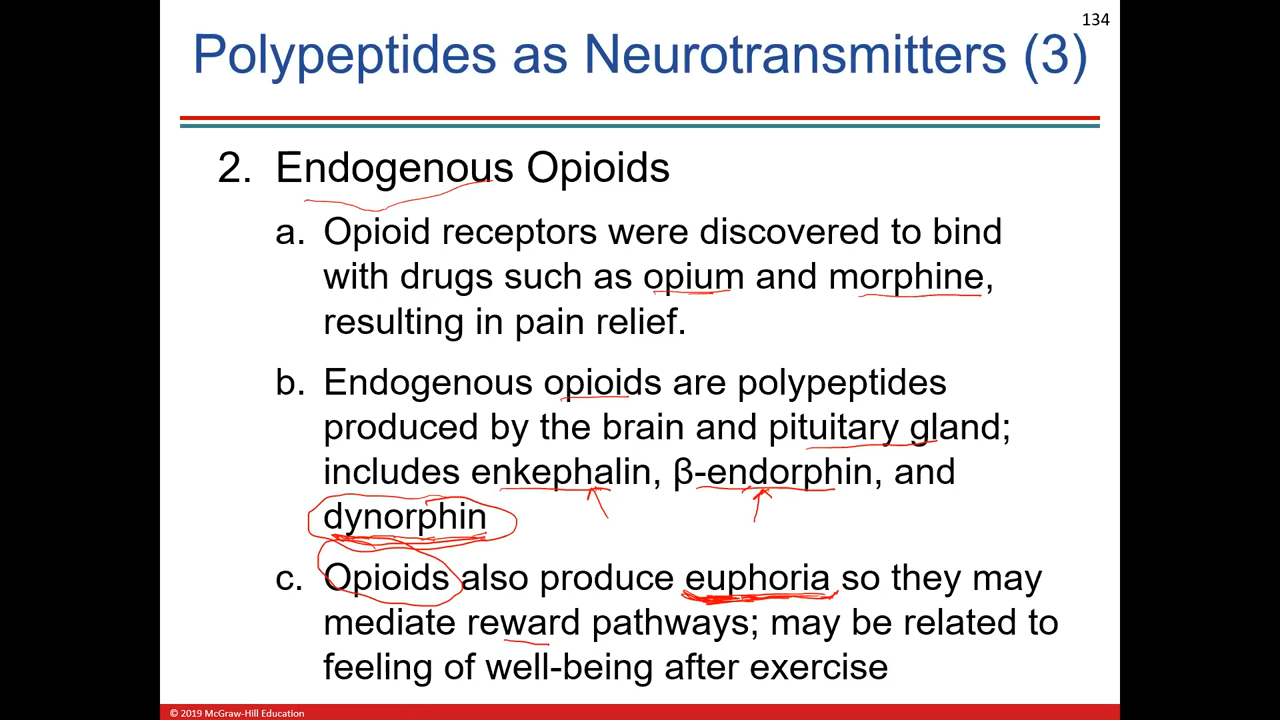 134
Polypeptides as Neurotransmitters (3)
2. Endogenous Opioids
a. Opioid receptors were discovered to bind
with drugs such as opium and morphine,
resulting in pain relief.
b. Endogenous opioids are polypeptides
produced by the brain and pituitary gland;
includes enkephalin, β-endorphin, and
dynorphin
c. Opioids also produce euphoria so they may
mediate reward pathways; may be related to
feeling of well-being after exercise
© 2019 McGraw-Hill Education